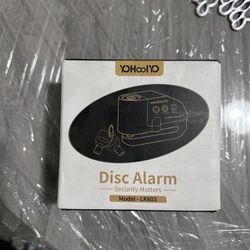 YOHOOLYO
Disc Alarm
Security Matters
Model - LK603